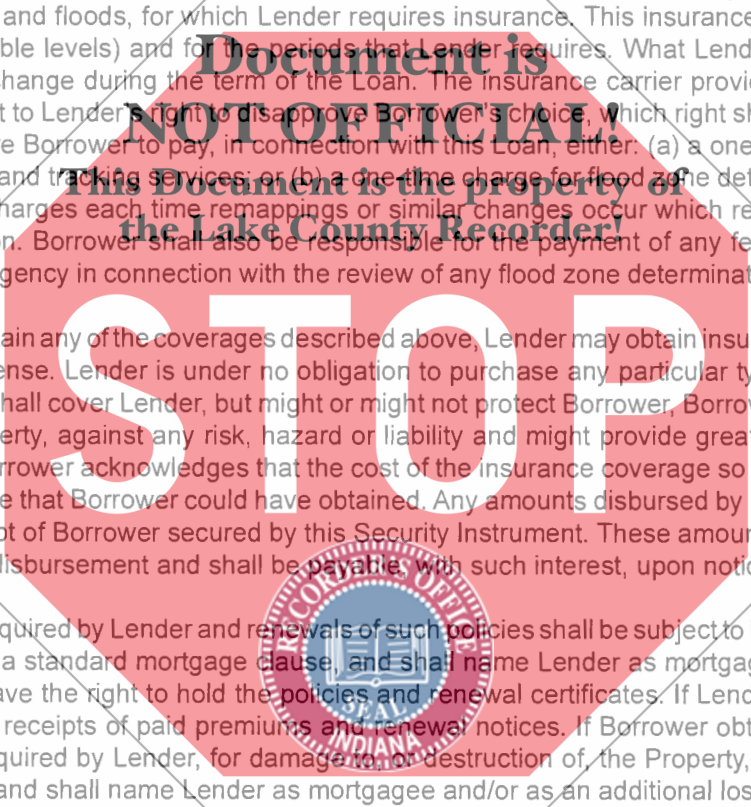 and floods, for which Lender requires insurance. This insurance
ble levels) and for the periods that Lender requires. What Lend
Document is
hange during the term of the Loan. The insurance carrier provi
t to Lender's right to disapprove Borrower's choice, which right sh
NOT OFFICIAL!
e Borrower to pay, in connection with this Loan, either: (a) a one
and tracking services; or (b) a one-time charge for flood zone det
This Document is the property of
harges each time remappings or similar changes occur which re
the Lake County Recorder!
n. Borrower shall also be responsible for the payment of any fe
gency in connection with the review of any flood zone determinat
STOP
ain any of the coverages described above, Lender may obtain insu
ense. Lender is under no obligation to purchase any particular ty
hall cover Lender, but might or might not protect Borrower, Borro
erty, against any risk, hazard or liability and might provide grea
rrower acknowledges that the cost of the insurance coverage so
e that Borrower could have obtained. Any amounts disbursed by
bt of Borrower secured by this Security Instrument. These amoun
disbursement and shall be payable, with such interest, upon notic
RECORDER'S OFFICE
quired by Lender and renewals of such policies shall be subject to
a standard mortgage clause, and shall name Lender as mortgag
ave the right to hold the policies and renewal certificates. If Lend
SEAL
receipts of paid premiums and renewal notices. If Borrower obt
INDIANA
quired by Lender, for damage to, or destruction of, the Property,
and shall name Lender as mortgagee and/or as an additional los